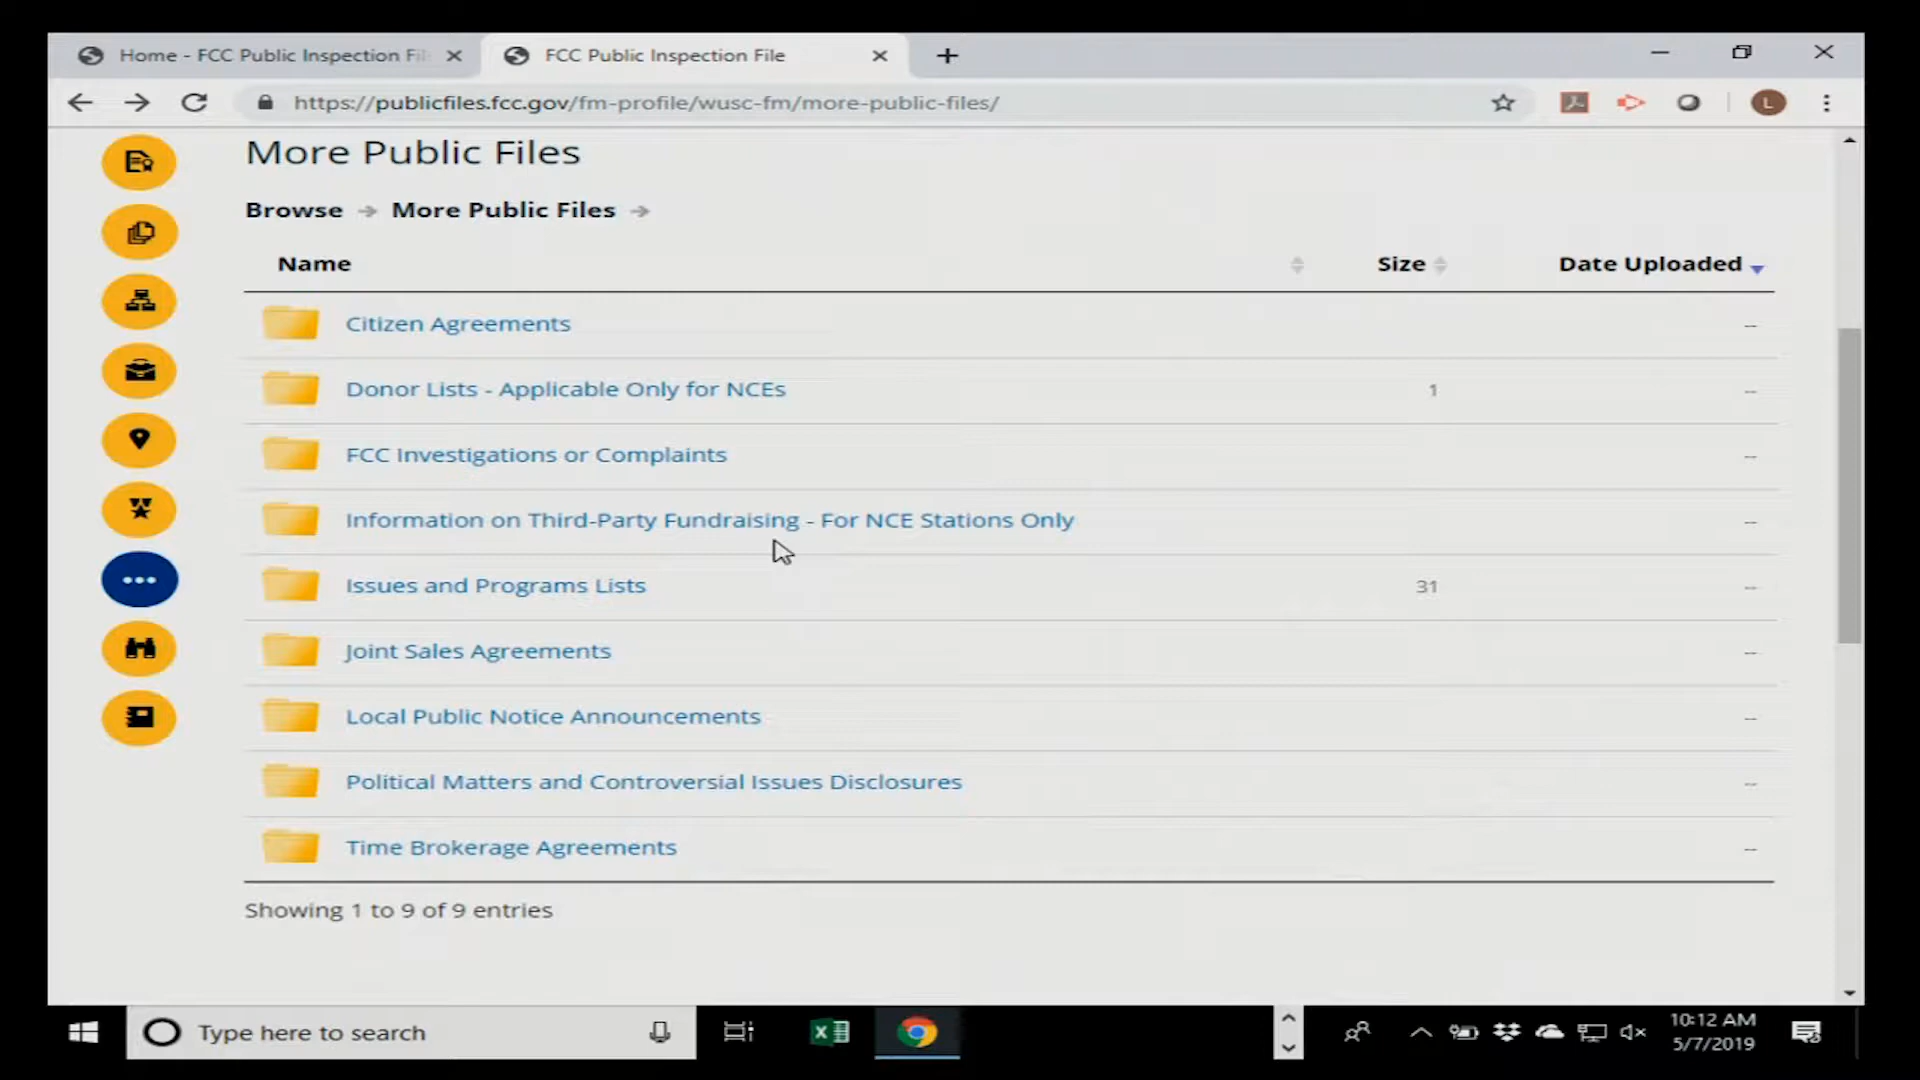 Home - FCC Public Inspection Fil
FCC Public Inspection File
https://publicfiles.fcc.gov/fm-profile/wusc-fm/more-public-files/
L
More Public Files
Browse More Public Files
Name Size Date Uploaded
Citizen Agreements --
Donor Lists - Applicable Only for NCEs 1 --
FCC Investigations or Complaints --
Information on Third-Party Fundraising - For NCE Stations Only --
Issues and Programs Lists 31 --
Joint Sales Agreements --
Local Public Notice Announcements --
Political Matters and Controversial Issues Disclosures --
Time Brokerage Agreements --
Showing 1 to 9 of 9 entries
Type here to search
10:12 AM
5/7/2019